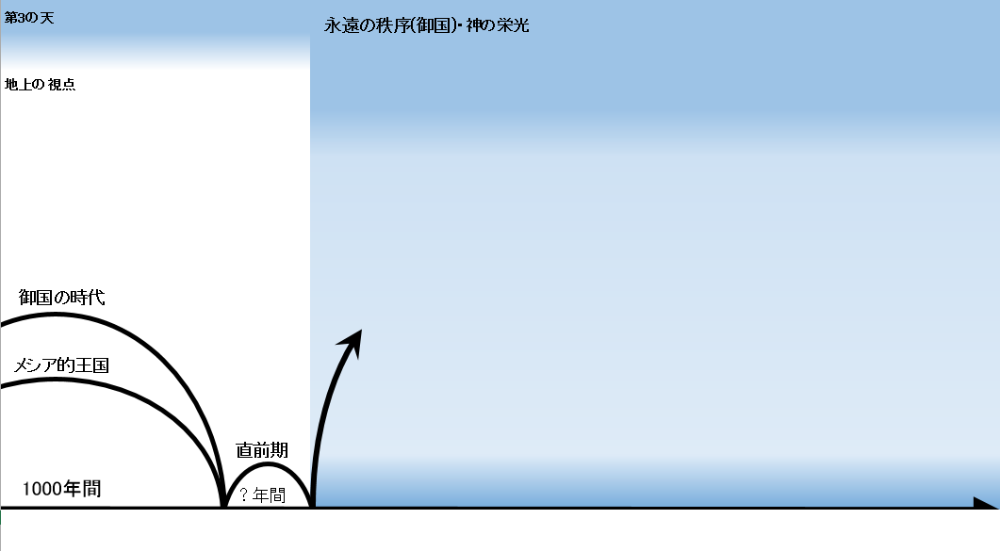 第3の天
永遠の秩序(御国)・神の栄光
地上の視点
御国の時代
メシア的王国
直前期
1000年間
？年間